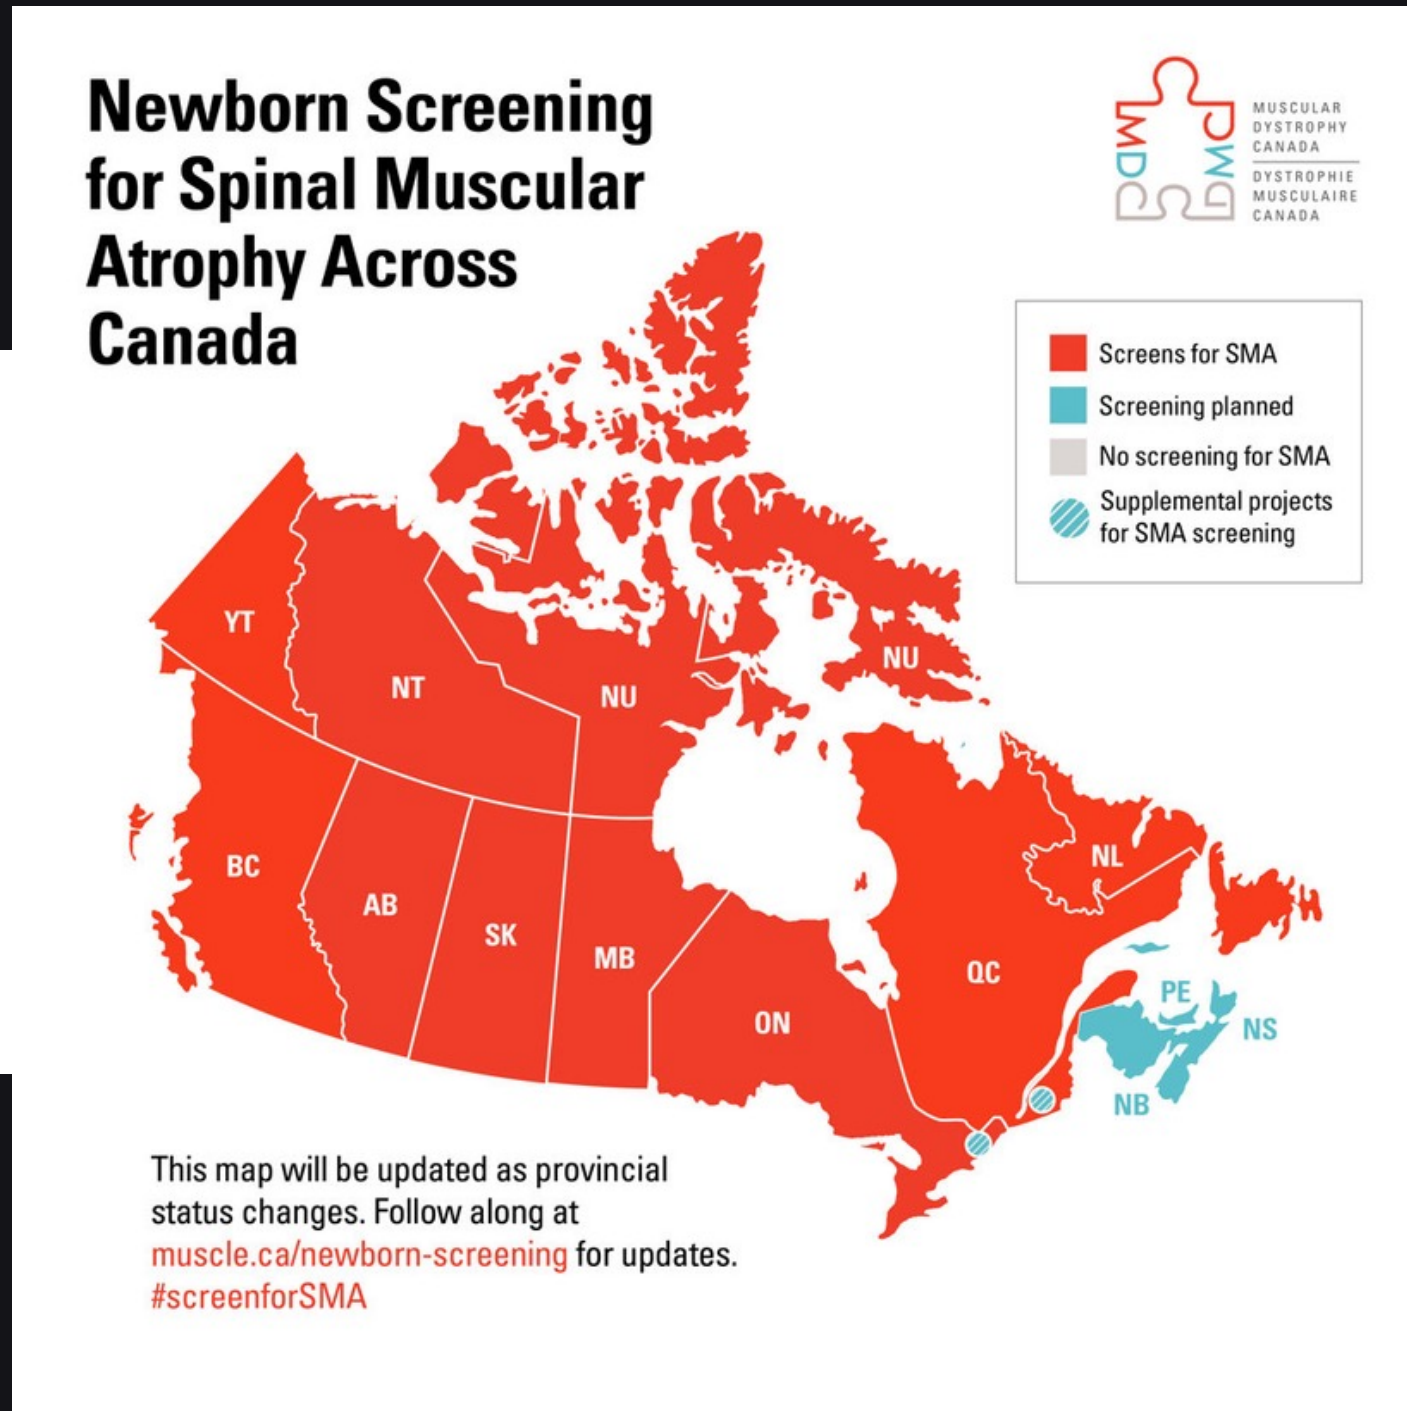 Newborn Screening
for Spinal Muscular
Atrophy Across
Canada
MDC
DMC
MUSCULAR
DYSTROPHY
CANADA
DYSTROPHIE
MUSCULAIRE
CANADA
Screens for SMA
Screening planned
No screening for SMA
Supplemental projects
for SMA screening
YT
NT
NU
NU
BC
AB
SK
MB
ON
QC
NL
PE
NS
NB
This map will be updated as provincial
status changes. Follow along at
muscle.ca/newborn-screening for updates.
#screenforSMA